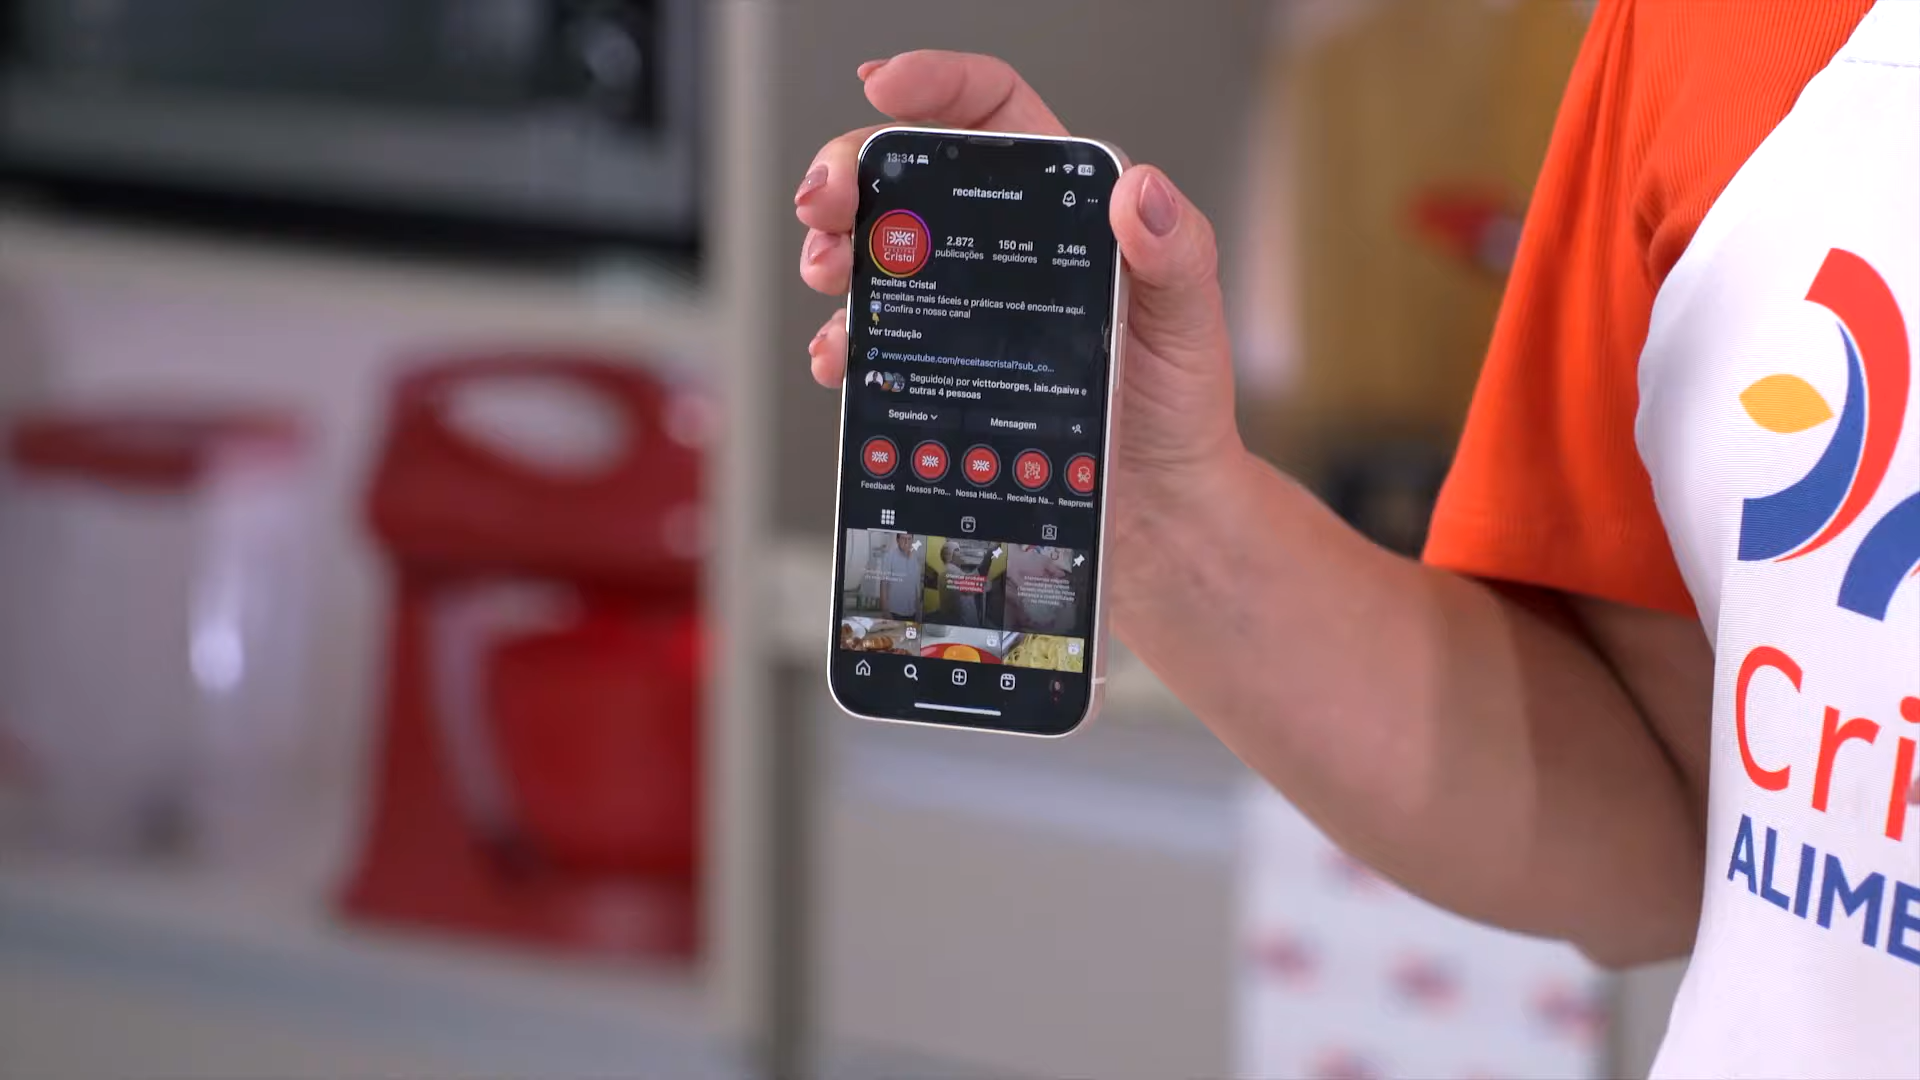 13:34
84
receitascristal
2.872 150 mil 3.466
publicações seguidores seguindo
Cristal
Receitas Cristal
As receitas mais fáceis e práticas você encontra aqui.
Confira o nosso canal
Ver tradução
www.youtube.com/receitascristal?sub_co...
Seguido(a) por victtorborges, lais.dpaiva e
outras 4 pessoas
Seguindo Mensagem
Feedback Nossos Pro... Nossa Histó... Receitas Na... Reaprovei
Cri
ALIME